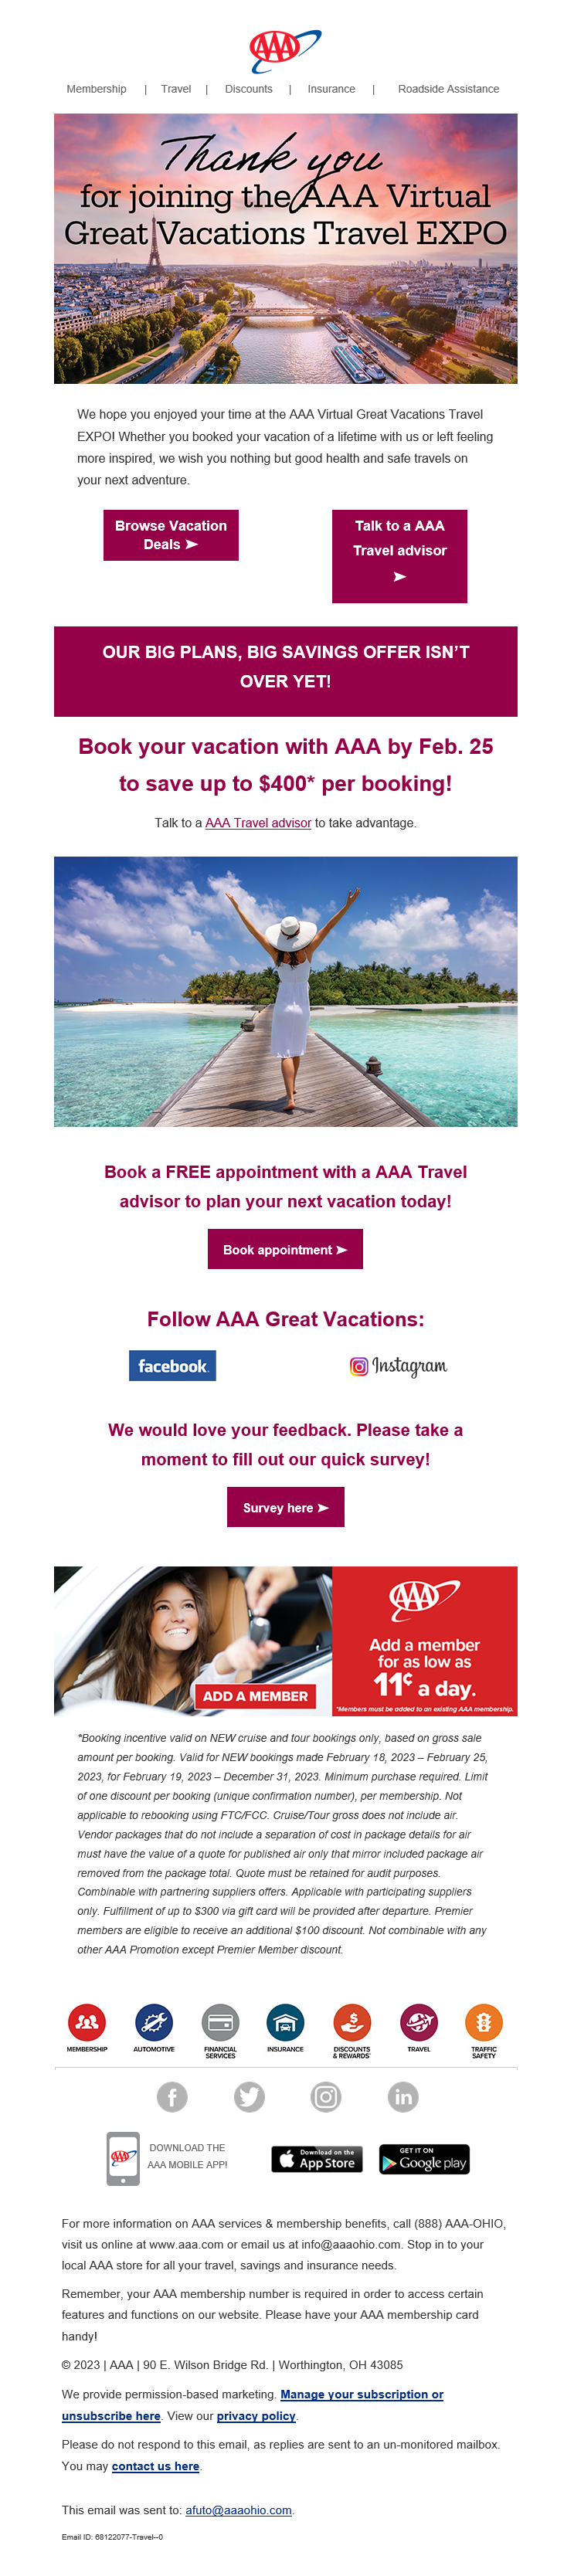 AAA
Membership | Travel | Discounts | Insurance | Roadside Assistance
Thank you
for joining the AAA Virtual
Great Vacations Travel EXPO
We hope you enjoyed your time at the AAA Virtual Great Vacations Travel
EXPO! Whether you booked your vacation of a lifetime with us or left feeling
more inspired, we wish you nothing but good health and safe travels on
your next adventure.
Browse Vacation
Deals ➤
Talk to a AAA
Travel advisor
➤
OUR BIG PLANS, BIG SAVINGS OFFER ISN'T
OVER YET!
Book your vacation with AAA by Feb. 25
to save up to $400* per booking!
Talk to a AAA Travel advisor to take advantage.
Book a FREE appointment with a AAA Travel
advisor to plan your next vacation today!
Book appointment ➤
Follow AAA Great Vacations:
facebook.
Instagram
We would love your feedback. Please take a
moment to fill out our quick survey!
Survey here ➤
AAA
Add a member
for as low as
11¢ a day.
ADD A MEMBER
*Members must be added to an existing AAA membership.
*Booking incentive valid on NEW cruise and tour bookings only, based on gross sale
amount per booking. Valid for NEW bookings made February 18, 2023 – February 25,
2023, for February 19, 2023 – December 31, 2023. Minimum purchase required. Limit
of one discount per booking (unique confirmation number), per membership. Not
applicable to rebooking using FTC/FCC. Cruise/Tour gross does not include air.
Vendor packages that do not include a separation of cost in package details for air
must have the value of a quote for published air only that mirror included package air
removed from the package total. Quote must be retained for audit purposes.
Combinable with partnering suppliers offers. Applicable with participating suppliers
only. Fulfillment of up to $300 via gift card will be provided after departure. Premier
members are eligible to receive an additional $100 discount. Not combinable with any
other AAA Promotion except Premier Member discount.
MEMBERSHIP
AUTOMOTIVE
FINANCIAL
SERVICES
INSURANCE
DISCOUNTS
& REWARDS
TRAVEL
TRAFFIC
SAFETY
AAA
DOWNLOAD THE
AAA MOBILE APP!
Download on the
App Store
GET IT ON
Google play
For more information on AAA services & membership benefits, call (888) AAA-OHIO,
visit us online at www.aaa.com or email us at info@aaaohio.com. Stop in to your
local AAA store for all your travel, savings and insurance needs.
Remember, your AAA membership number is required in order to access certain
features and functions on our website. Please have your AAA membership card
handy!
© 2023 | AAA | 90 E. Wilson Bridge Rd. | Worthington, OH 43085
We provide permission-based marketing. Manage your subscription or
unsubscribe here. View our privacy policy.
Please do not respond to this email, as replies are sent to an un-monitored mailbox.
You may contact us here.
This email was sent to: afuto@aaaohio.com.
Email ID: 68122077-Travel--0